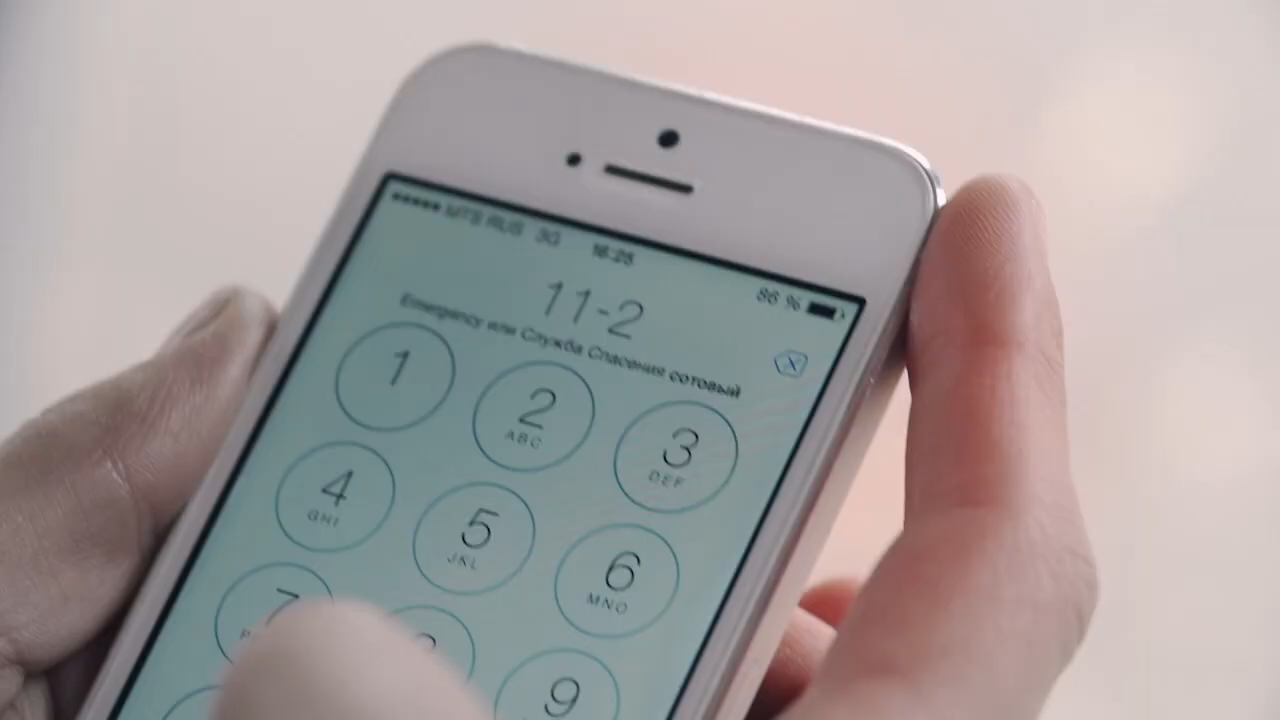 MTS RUS 3G 16:25 86 %
11-2
Emergency или Служба Спасения сотовый
1
2 ABC
3 DEF
4 GHI
5 JKL
6 MNO
7
9